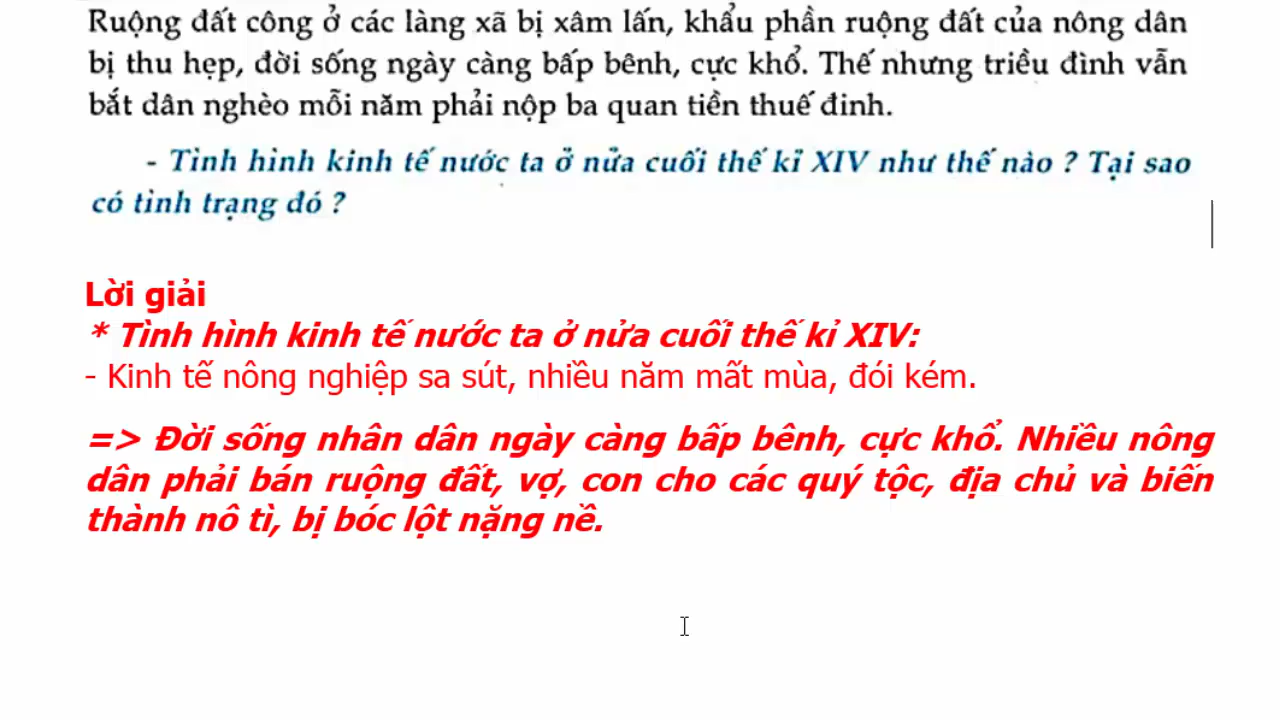 Ruộng đất công ở các làng xã bị xâm lấn, khẩu phần ruộng đất của nông dân
bị thu hẹp, đời sống ngày càng bấp bênh, cực khổ. Thế nhưng triều đình vẫn
bắt dân nghèo mỗi năm phải nộp ba quan tiền thuế đinh.
- Tình hình kinh tế nước ta ở nửa cuối thế kỉ XIV như thế nào ? Tại sao
có tình trạng đó ?
Lời giải
* Tình hình kinh tế nước ta ở nửa cuối thế kỉ XIV:
- Kinh tế nông nghiệp sa sút, nhiều năm mất mùa, đói kém.
=> Đời sống nhân dân ngày càng bấp bênh, cực khổ. Nhiều nông
dân phải bán ruộng đất, vợ, con cho các quý tộc, địa chủ và biến
thành nô tì, bị bóc lột nặng nề.